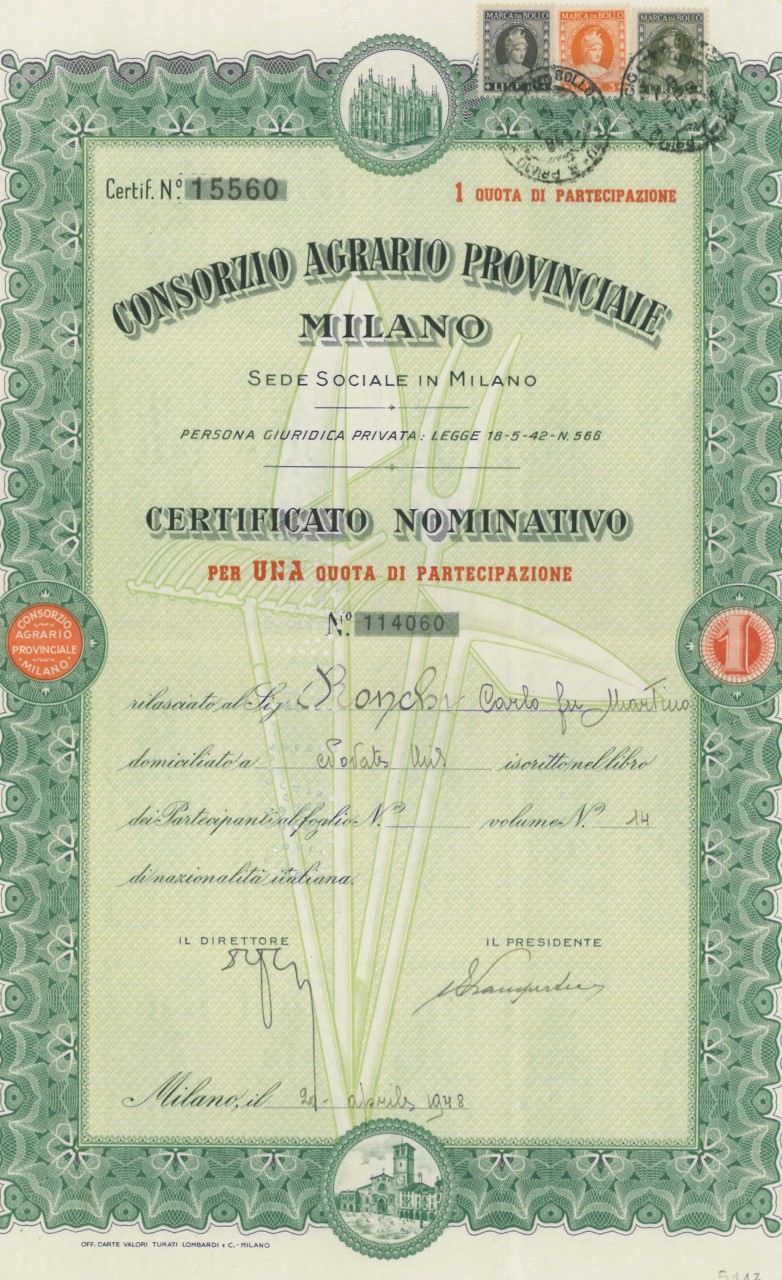 MARCA DA BOLLO MARCA DA BOLLO MARCA DA BOLLO
Certif. Nº 15560
1 QUOTA DI PARTECIPAZIONE
CONSORZIO AGRARIO PROVINCIALE
MILANO
SEDE SOCIALE IN MILANO
PERSONA GIURIDICA PRIVATA: LEGGE 18-5-42-N. 566
CERTIFICATO NOMINATIVO
PER UNA QUOTA DI PARTECIPAZIONE
Nº 114060
CONSORZIO
AGRARIO
PROVINCIALE
MILANO
1
rilasciato al Sig. Ronchi Carlo fu Martino
domiciliato a iscritto nel libro
dei Partecipanti al foglio N.º volume N.º 14
di nazionalità italiana.
IL DIRETTORE
IL PRESIDENTE
Milano, il aprile 1948
OFF. CARTE VALORI TURATI LOMBARDI e C. - MILANO